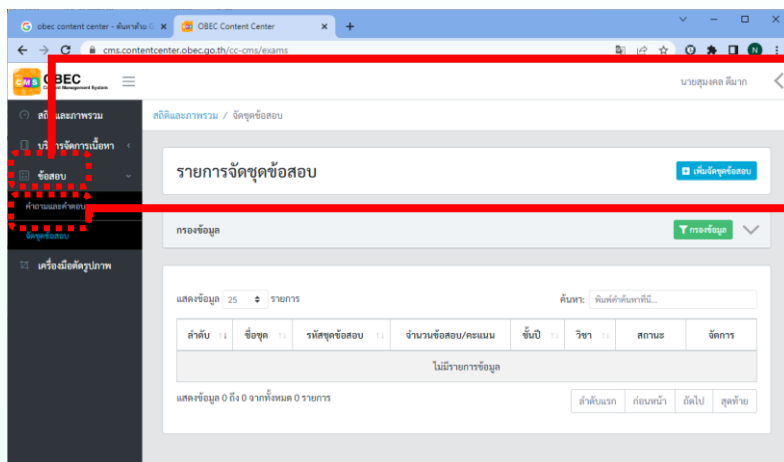 obec content center - ค้นหาด้วย G
OBEC Content Center
cms.contentcenter.obec.go.th/cc-cms/exams
CMS OBEC
Content Management System
นายสุมงคล ดีมาก
สถิติและภาพรวม
สถิติและภาพรวม / จัดชุดข้อสอบ
บริหารจัดการเนื้อหา
ข้อสอบ
รายการจัดชุดข้อสอบ
เพิ่มจัดชุดข้อสอบ
คำถามและคำตอบ
จัดชุดข้อสอบ
กรองข้อมูล
กรองข้อมูล
เครื่องมือตัดรูปภาพ
แสดงข้อมูล 25 รายการ
ค้นหา: พิมพ์คำค้นหาที่นี่...
ลำดับ ชื่อชุด รหัสชุดข้อสอบ จำนวนข้อสอบ/คะแนน ชั้นปี วิชา สถานะ จัดการ
ไม่มีรายการข้อมูล
แสดงข้อมูล 0 ถึง 0 จากทั้งหมด 0 รายการ
ลำดับแรก ก่อนหน้า ถัดไป สุดท้าย